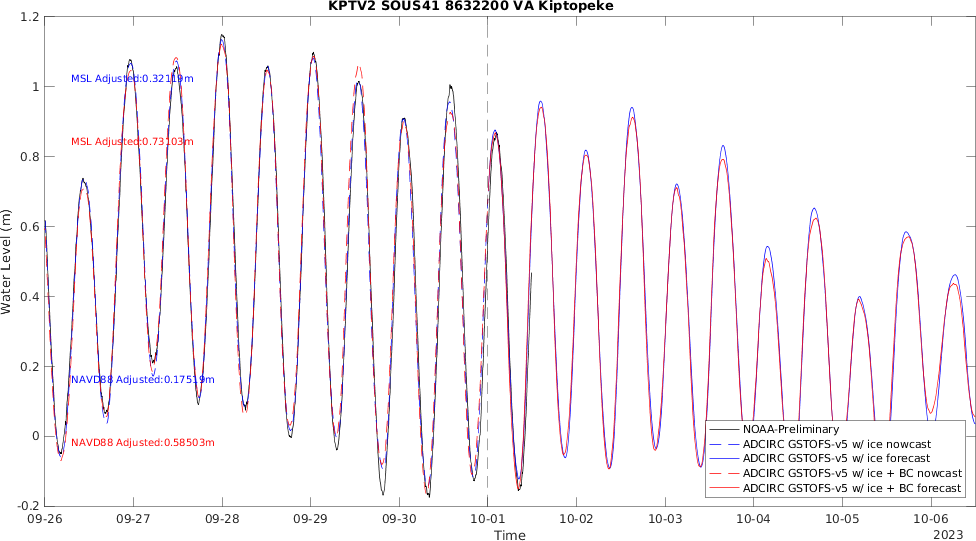 KPTV2 SOUS41 8632200 VA Kiptopeke
1.2
1
0.8
0.6
0.4
0.2
0
-0.2
Water Level (m)
MSL Adjusted:0.32119m
MSL Adjusted:0.73103m
NAVD88 Adjusted:0.17519m
NAVD88 Adjusted:0.58503m
NOAA-Preliminary
ADCIRC GSTOFS-v5 w/ ice nowcast
ADCIRC GSTOFS-v5 w/ ice forecast
ADCIRC GSTOFS-v5 w/ ice + BC nowcast
ADCIRC GSTOFS-v5 w/ ice + BC forecast
09-26 09-27 09-28 09-29 09-30 10-01 10-02 10-03 10-04 10-05 10-06
Time
2023